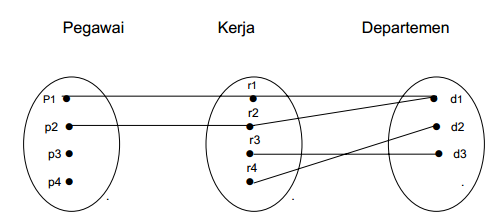 Pegawai Kerja Departemen
r1
P1 d1
r2
p2 d2
r3
p3 d3
r4
p4